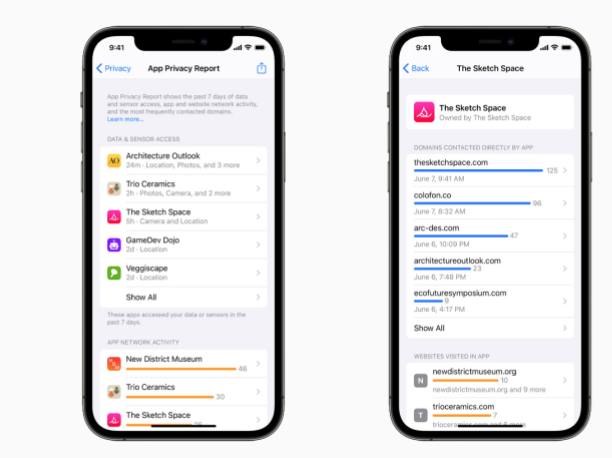 9:41
Privacy
App Privacy Report
App Privacy Report shows the past 7 days of data
and sensor access, app and website network activity,
and the most frequently contacted domains.
Learn more...
DATA & SENSOR ACCESS
AO
Architecture Outlook
24m · Location, Photos, and 3 more
Trio Ceramics
2h · Photos, Camera, and 2 more
The Sketch Space
5h · Camera and Location
GameDev Dojo
2d · Location
Veggiscape
2d · Location
Show All
These apps accessed your data or sensors in the
past 7 days.
APP NETWORK ACTIVITY
New District Museum
46
Trio Ceramics
30
The Sketch Space
9:41
Back
The Sketch Space
The Sketch Space
Owned by The Sketch Space
DOMAINS CONTACTED DIRECTLY BY APP
thesketchspace.com
125
June 7, 9:41 AM
colofon.co
96
June 7, 8:32 AM
arc-des.com
47
June 6, 10:09 PM
architectureoutlook.com
23
June 6, 7:48 PM
ecofuturesymposium.com
9
June 6, 4:17 PM
Show All
WEBSITES VISITED IN APP
N
newdistrictmuseum.org
10
newdistrictmuseum.org and 9 more
T
trioceramics.com
7